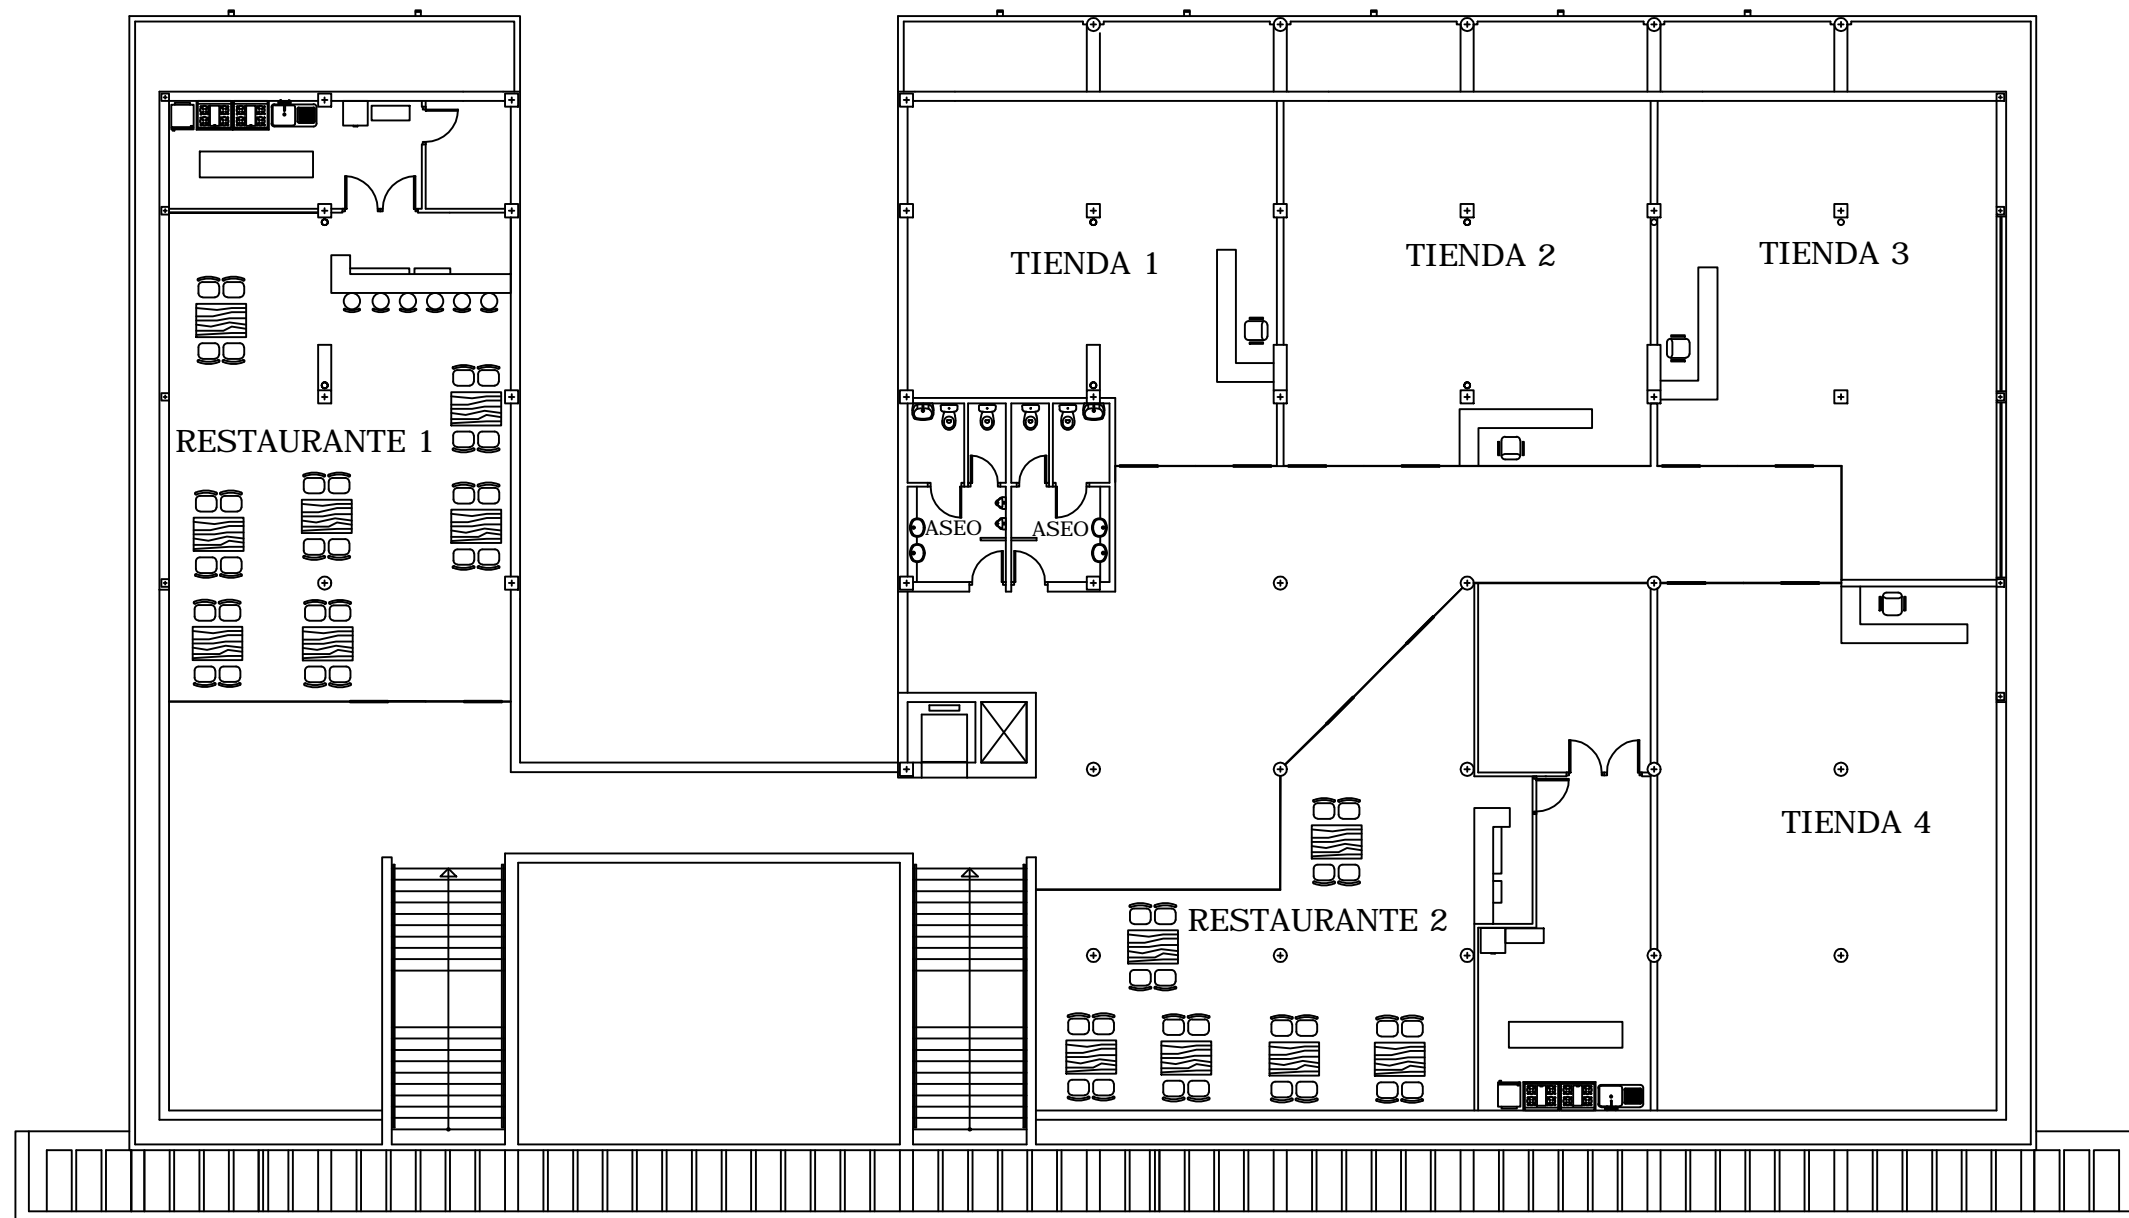 TIENDA 1
TIENDA 2
TIENDA 3
RESTAURANTE 1
ASEO
ASEO
TIENDA 4
RESTAURANTE 2